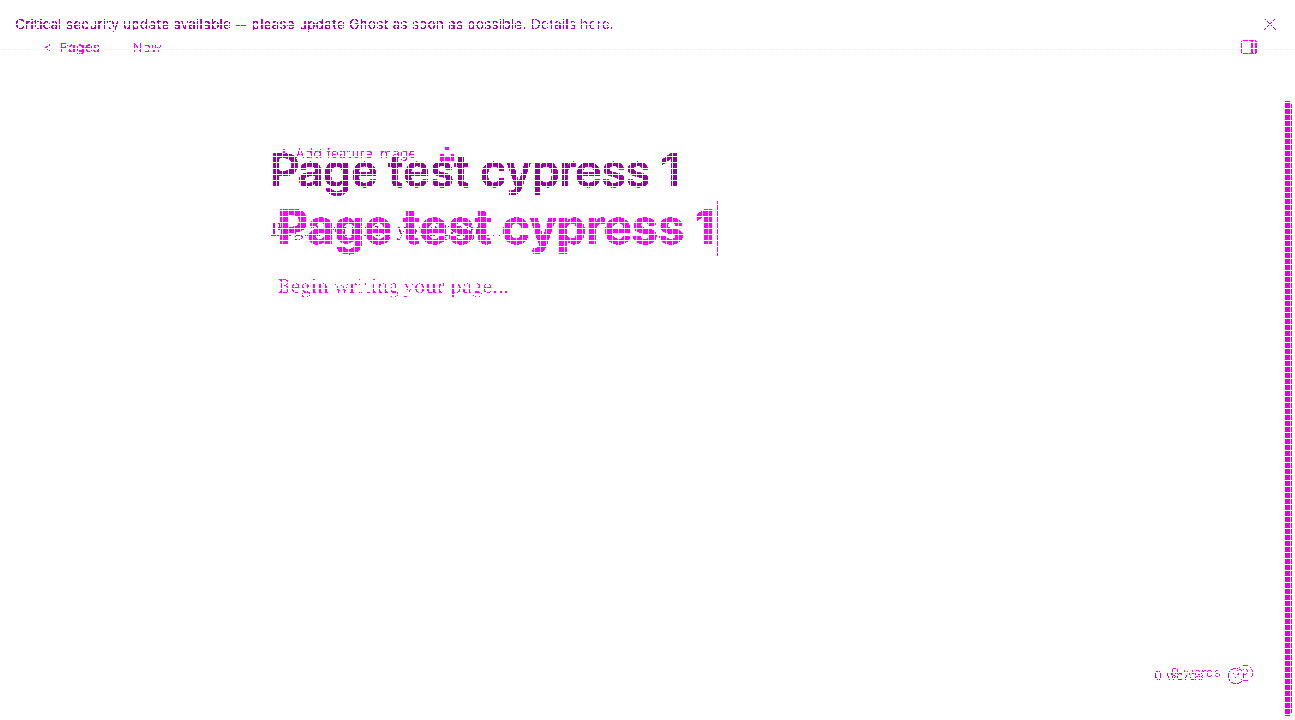 Critical security update available — please update Ghost as soon as possible. Details here.
< Pages New
Add feature image
Page test cypress 1
Page test cypress 1
Begin writing your page...
0 words